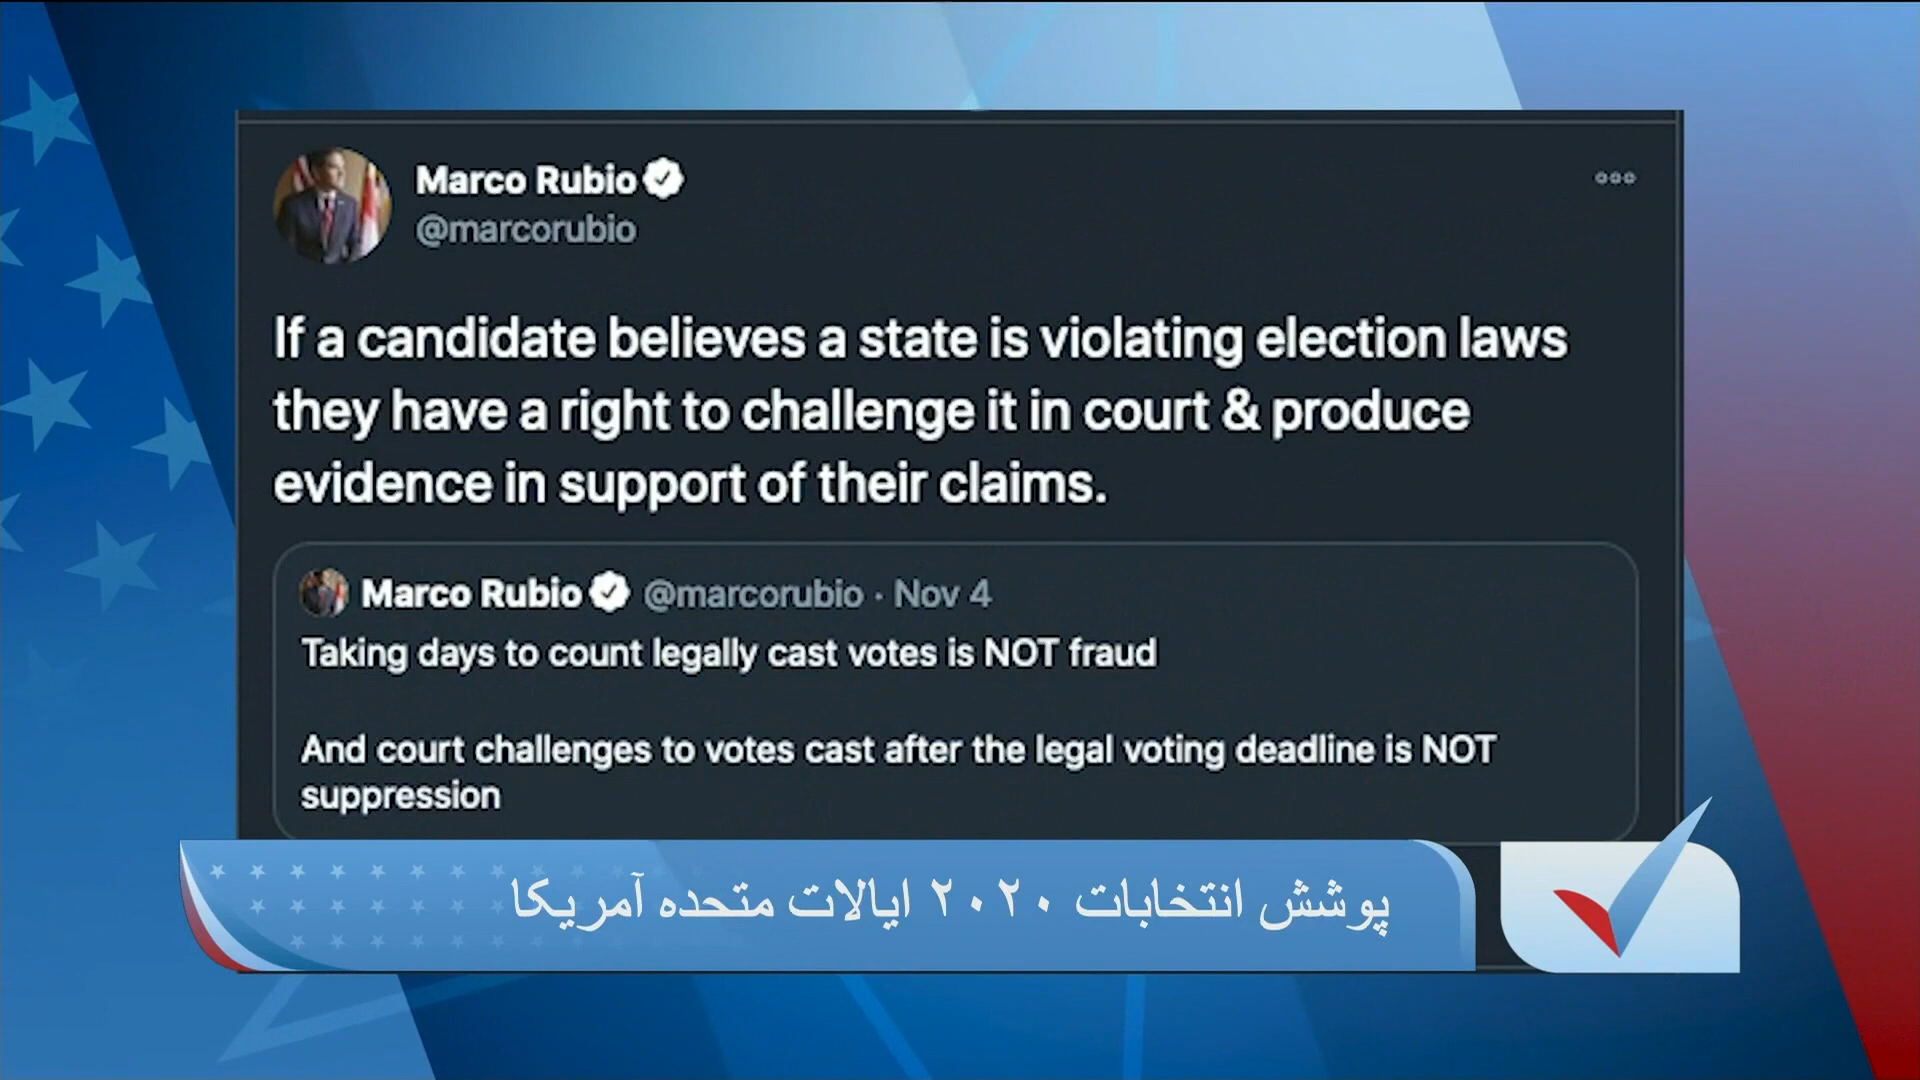 Marco Rubio
@marcorubio
If a candidate believes a state is violating election laws
they have a right to challenge it in court & produce
evidence in support of their claims.
Marco Rubio @marcorubio · Nov 4
Taking days to count legally cast votes is NOT fraud
And court challenges to votes cast after the legal voting deadline is NOT
suppression
پوشش انتخابات ۲۰۲۰ ایالات متحده آمریکا